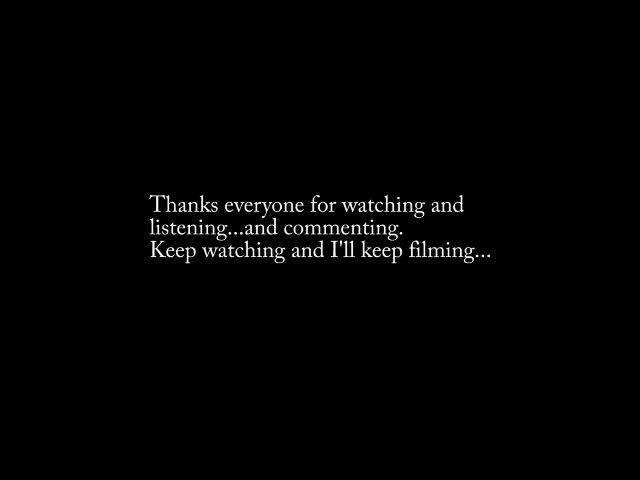 Thanks everyone for watching and
listening...and commenting.
Keep watching and I'll keep filming...